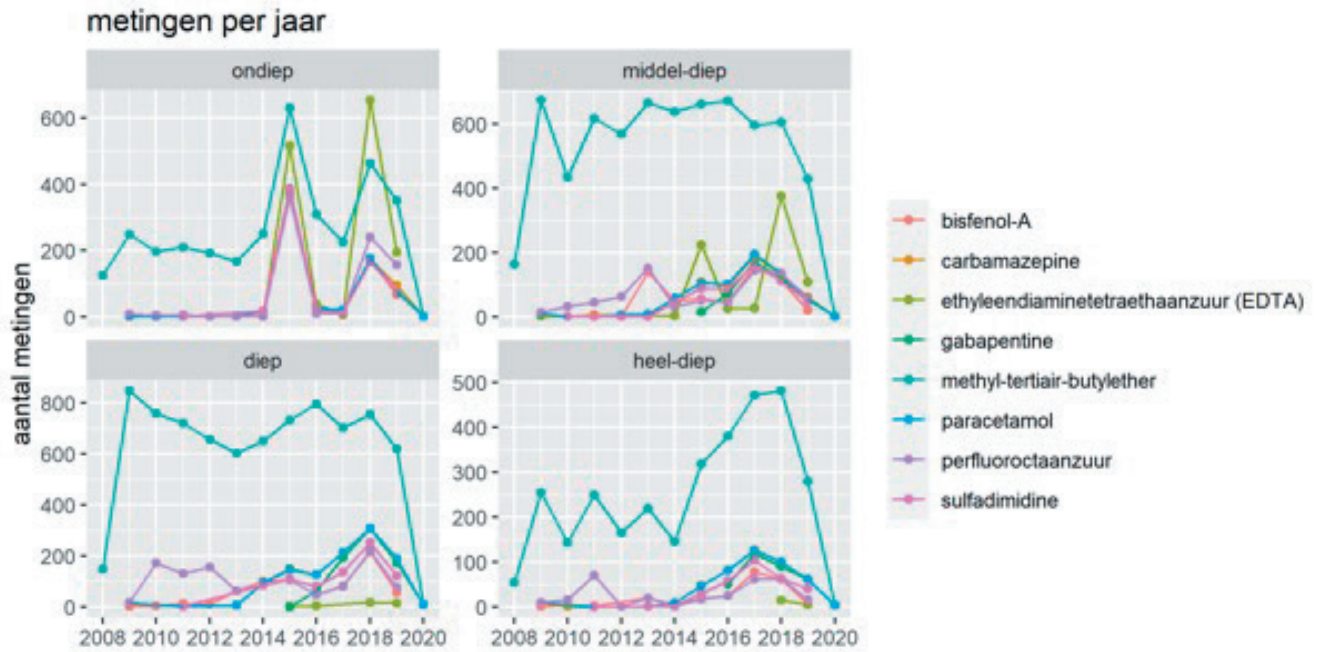 metingen per jaar
ondiep
middel-diep
600
400
200
0
600
400
200
0
aantal metingen
diep
heel-diep
800
600
400
200
0
500
400
300
200
100
0
2008 2010 2012 2014 2016 2018 2020
2008 2010 2012 2014 2016 2018 2020
bisfenol-A
carbamazepine
ethyleendiaminetetraethaanzuur (EDTA)
gabapentine
methyl-tertiair-butylether
paracetamol
perfluoroctaanzuur
sulfadimidine